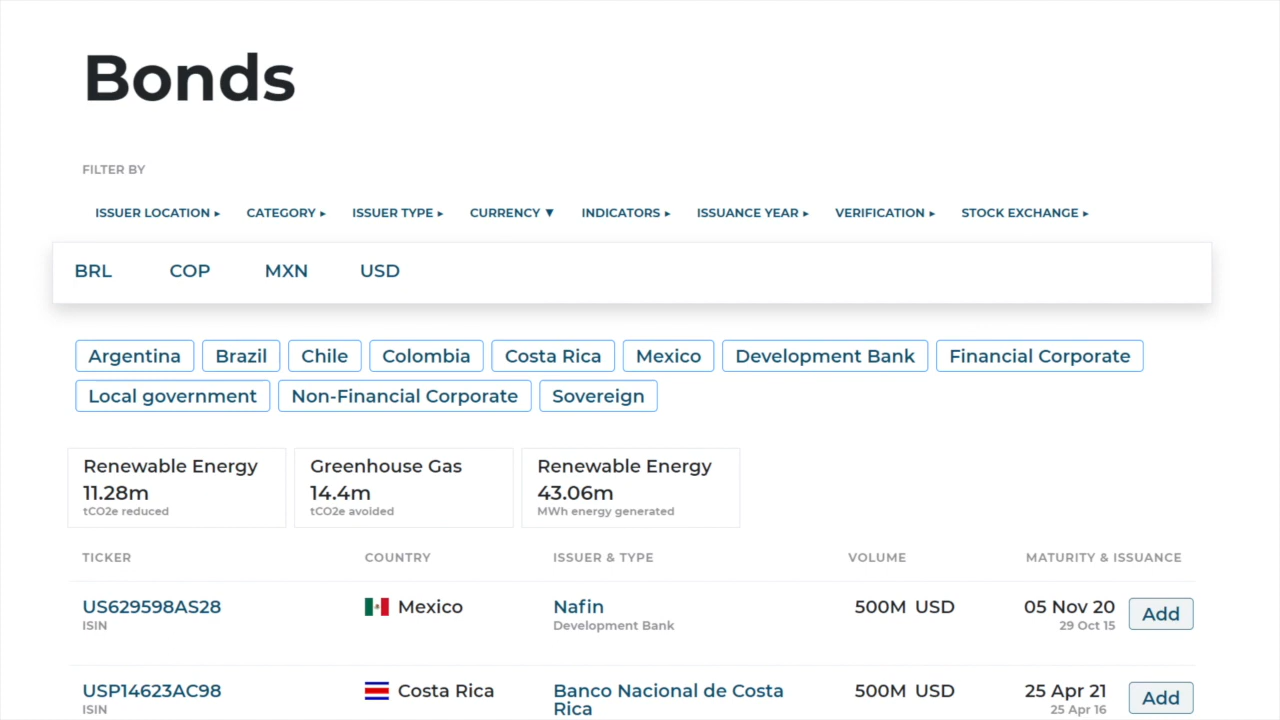 Bonds
FILTER BY
ISSUER LOCATION ▸ CATEGORY ▸ ISSUER TYPE ▸ CURRENCY ▼ INDICATORS ▸ ISSUANCE YEAR ▸ VERIFICATION ▸ STOCK EXCHANGE ▸
BRL COP MXN USD
Argentina Brazil Chile Colombia Costa Rica Mexico Development Bank Financial Corporate
Local government Non-Financial Corporate Sovereign
Renewable Energy Greenhouse Gas Renewable Energy
11.28m 14.4m 43.06m
tCO2e reduced tCO2e avoided MWh energy generated
TICKER COUNTRY ISSUER & TYPE VOLUME MATURITY & ISSUANCE
US629598AS28 Mexico Nafin 500M USD 05 Nov 20 Add
ISIN Development Bank 29 Oct 15
USP14623AC98 Costa Rica Banco Nacional de Costa 500M USD 25 Apr 21 Add
ISIN Rica 25 Apr 16